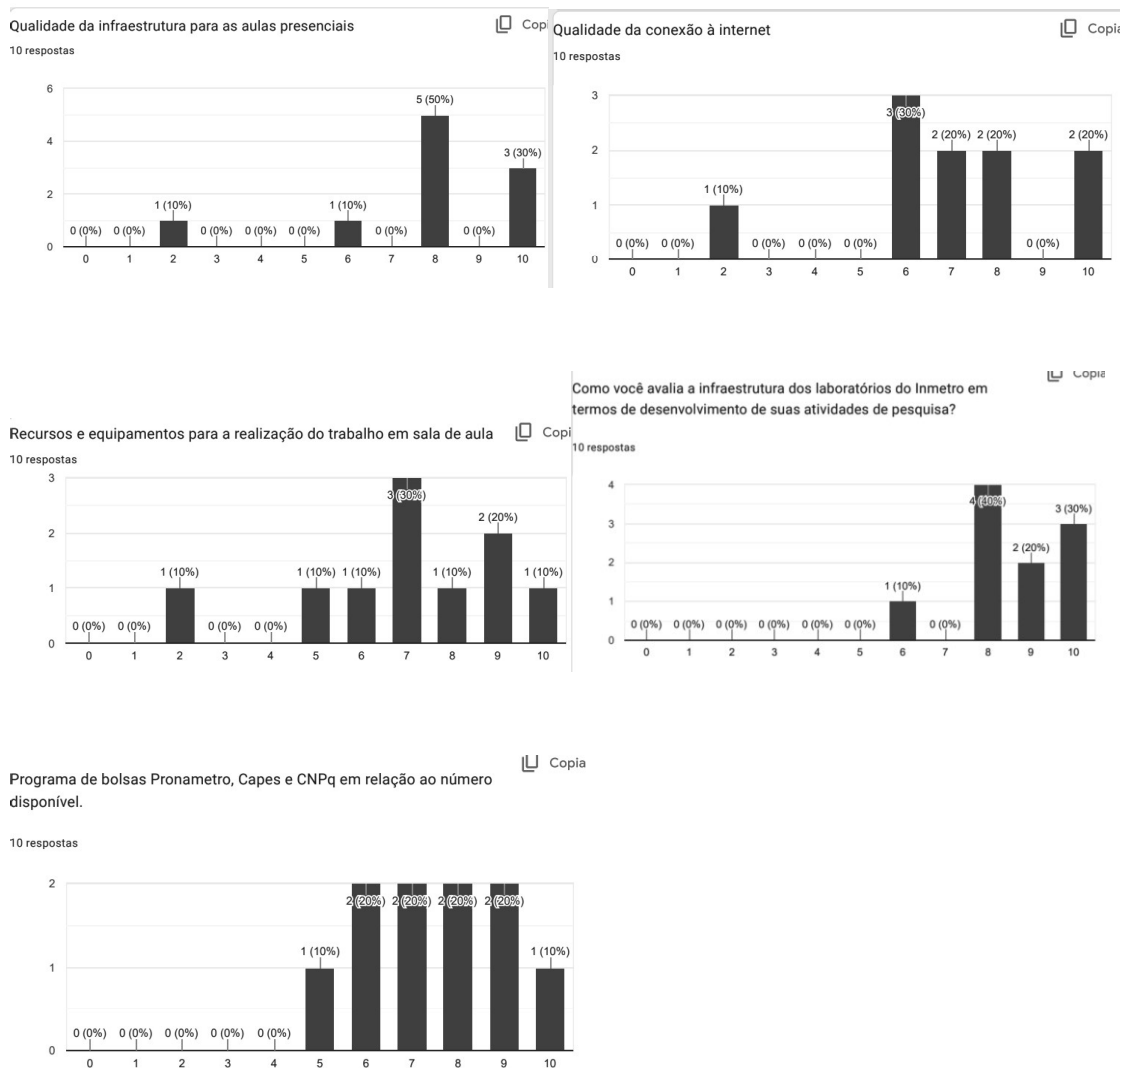 Qualidade da infraestrutura para as aulas presenciais
Copi
10 respostas
6
4
2
0
0 (0%) 0 (0%) 1 (10%) 0 (0%) 0 (0%) 0 (0%) 1 (10%) 0 (0%) 5 (50%) 0 (0%) 3 (30%)
0 1 2 3 4 5 6 7 8 9 10
Qualidade da conexão à internet
Copia
10 respostas
3
2
1
0
0 (0%) 0 (0%) 1 (10%) 0 (0%) 0 (0%) 0 (0%) 3 (30%) 2 (20%) 2 (20%) 0 (0%) 2 (20%)
0 1 2 3 4 5 6 7 8 9 10
Recursos e equipamentos para a realização do trabalho em sala de aula
Copi
10 respostas
3
2
1
0
0 (0%) 0 (0%) 1 (10%) 0 (0%) 0 (0%) 1 (10%) 1 (10%) 3 (30%) 1 (10%) 2 (20%) 1 (10%)
0 1 2 3 4 5 6 7 8 9 10
Copia
Como você avalia a infraestrutura dos laboratórios do Inmetro em
termos de desenvolvimento de suas atividades de pesquisa?
10 respostas
4
3
2
1
0
0 (0%) 0 (0%) 0 (0%) 0 (0%) 0 (0%) 0 (0%) 1 (10%) 0 (0%) 4 (40%) 2 (20%) 3 (30%)
0 1 2 3 4 5 6 7 8 9 10
Copia
Programa de bolsas Pronametro, Capes e CNPq em relação ao número
disponível.
10 respostas
2
1
0
0 (0%) 0 (0%) 0 (0%) 0 (0%) 0 (0%) 1 (10%) 2 (20%) 2 (20%) 2 (20%) 2 (20%) 1 (10%)
0 1 2 3 4 5 6 7 8 9 10